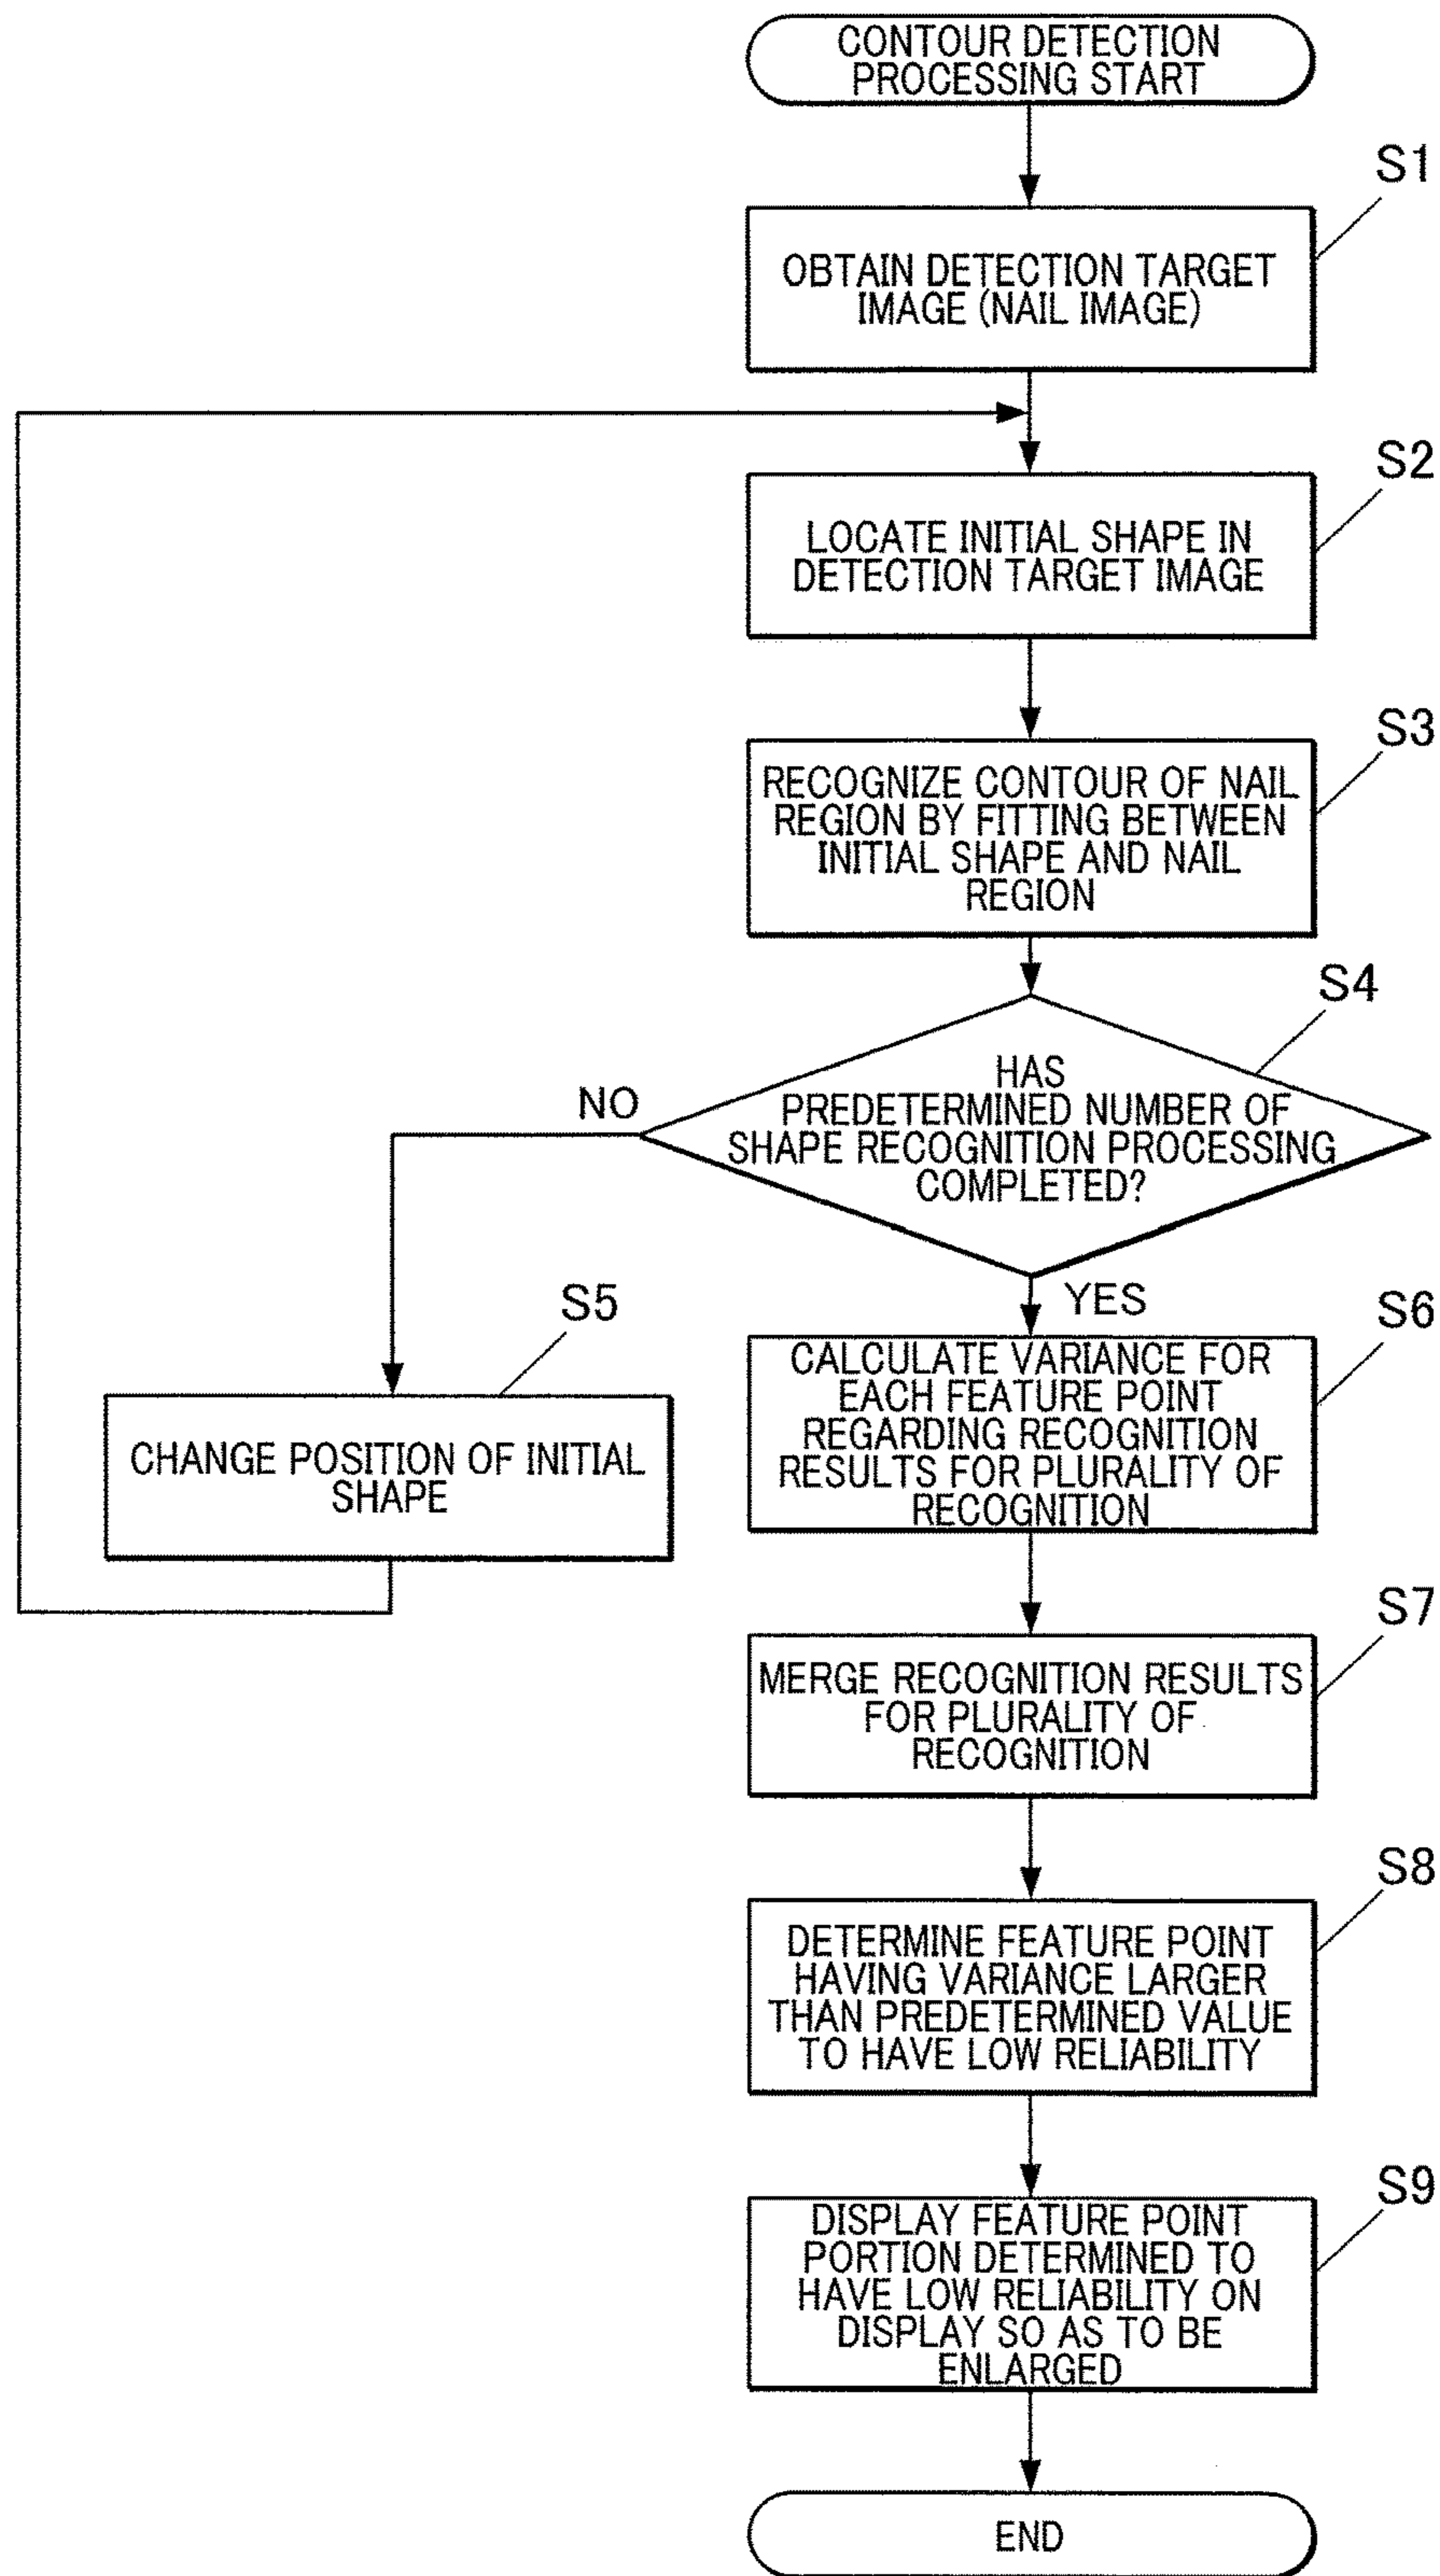 CONTOUR DETECTION
PROCESSING START
S1
OBTAIN DETECTION TARGET
IMAGE (NAIL IMAGE)
S2
LOCATE INITIAL SHAPE IN
DETECTION TARGET IMAGE
S3
RECOGNIZE CONTOUR OF NAIL
REGION BY FITTING BETWEEN
INITIAL SHAPE AND NAIL
REGION
S4
HAS
PREDETERMINED NUMBER OF
SHAPE RECOGNITION PROCESSING
COMPLETED?
NO
YES
S5
CHANGE POSITION OF INITIAL
SHAPE
S6
CALCULATE VARIANCE FOR
EACH FEATURE POINT
REGARDING RECOGNITION
RESULTS FOR PLURALITY OF
RECOGNITION
S7
MERGE RECOGNITION RESULTS
FOR PLURALITY OF
RECOGNITION
S8
DETERMINE FEATURE POINT
HAVING VARIANCE LARGER
THAN PREDETERMINED VALUE
TO HAVE LOW RELIABILITY
S9
DISPLAY FEATURE POINT
PORTION DETERMINED TO
HAVE LOW RELIABILITY ON
DISPLAY SO AS TO BE
ENLARGED
END